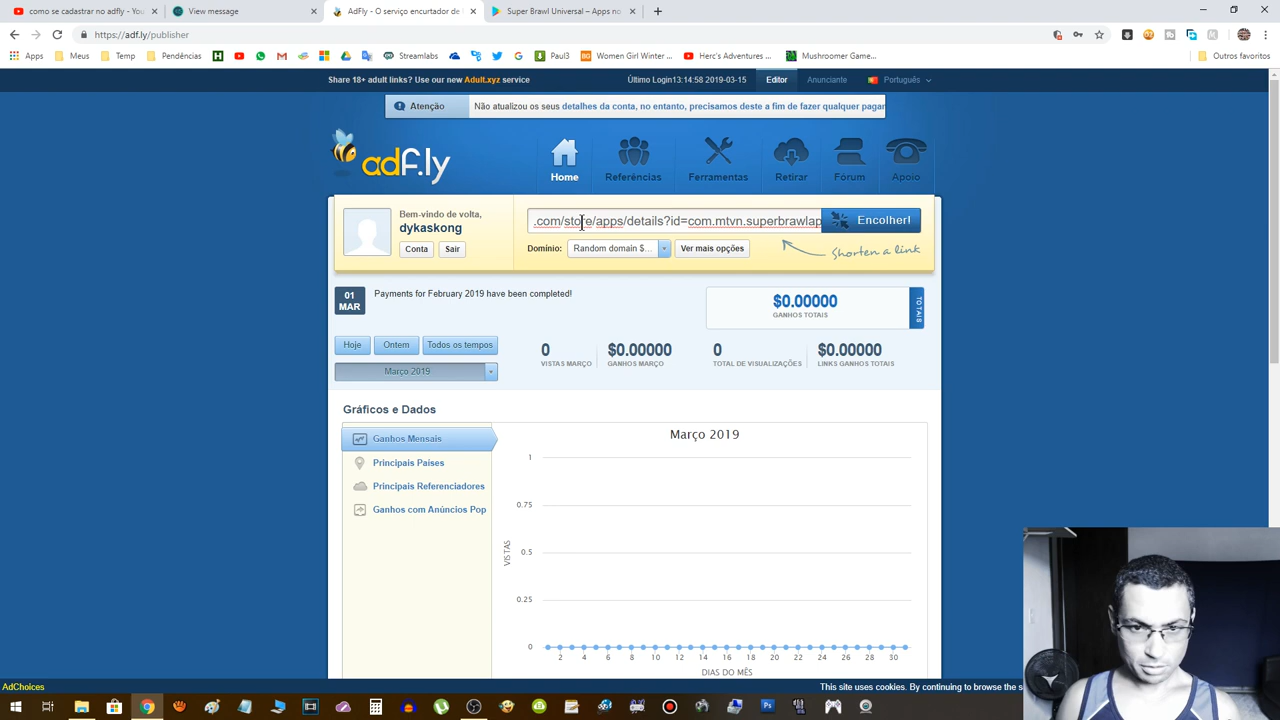 como se cadastrar no adfly - You
View message
AdFly - O serviço encurtador de
Super Brawl Universal – Apps no
https://adf.ly/publisher
Apps
Meus
Temp
Pendências
Streamlabs
Paul3
Women Girl Winter ...
Herc's Adventures ...
Mushroomer Game...
Outros favoritos
Share 18+ adult links? Use our new Adult.xyz service
Último Login13:14:58 2019-03-15
Editor
Anunciante
Português
Atenção
Não atualizou os seus detalhes da conta, no entanto, precisamos deste a fim de fazer qualquer pagar
adf.ly
Home
Referências
Ferramentas
Retirar
Fórum
Apoio
Bem-vindo de volta,
dykaskong
Conta
Sair
.com/store/apps/details?id=com.mtvn.superbrawlap
Encolher!
Domínio:
Random domain $...
Ver mais opções
Shorten a link
01
MAR
Payments for February 2019 have been completed!
$0.00000
GANHOS TOTAIS
TOTAIS
Hoje
Ontem
Todos os tempos
Março 2019
0
VISTAS MARÇO
$0.00000
GANHOS MARÇO
0
TOTAL DE VISUALIZAÇÕES
$0.00000
LINKS GANHOS TOTAIS
Gráficos e Dados
Ganhos Mensais
Principais Países
Principais Referenciadores
Ganhos com Anúncios Pop
Março 2019
1
0.75
0.5
0.25
0
VISTAS
2 4 6 8 10 12 14 16 18 20 22 24 26 28 30
DIAS DO MÊS
AdChoices
This site uses cookies. By continuing to browse the s